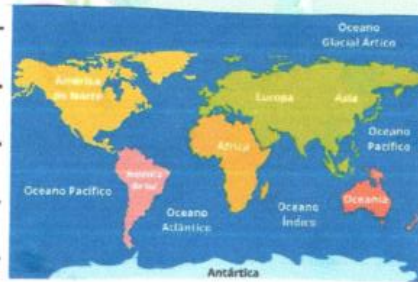 Oceano
Glacial Ártico
América
do Norte
Europa
Asia
África
Oceano
Pacífico
Oceano Pacífico
América
do Sul
Oceano
Atlântico
Oceano
Índico
Oceania
Antártica